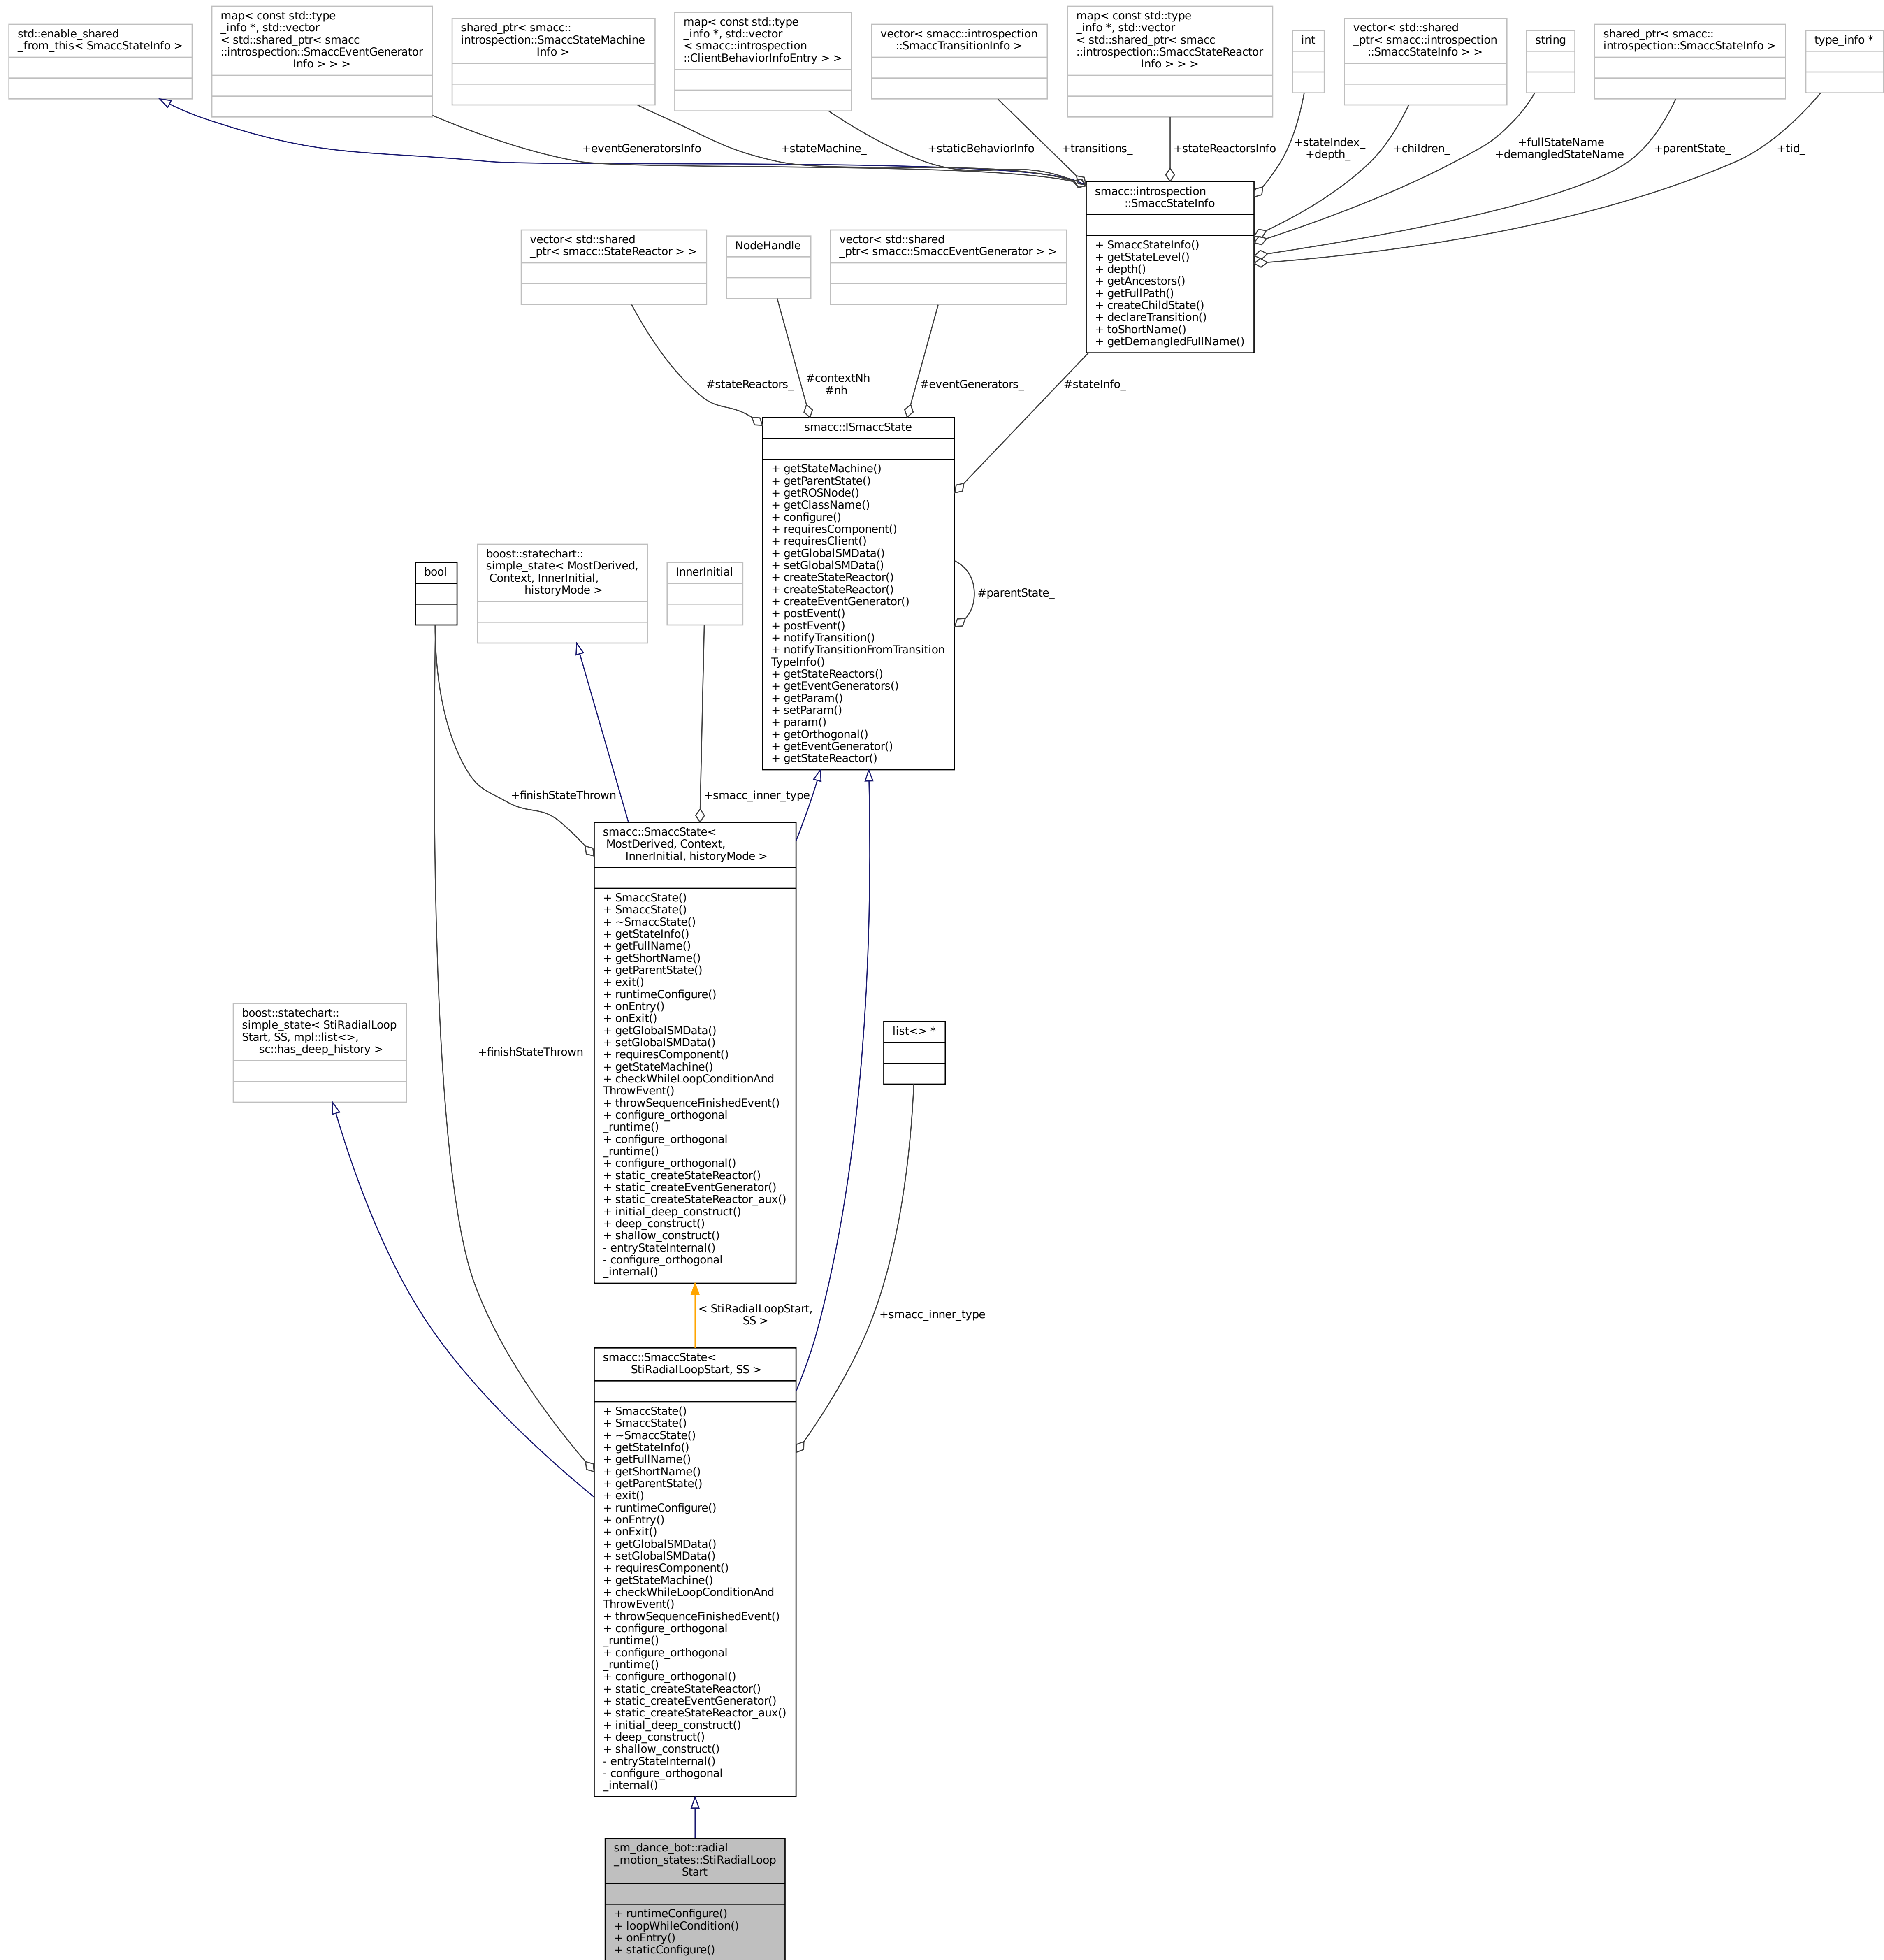 std::enable_shared
_from_this< SmaccStateInfo >
map< const std::type
_info *, std::vector
< std::shared_ptr< smacc
::introspection::SmaccEventGenerator
Info > > >
shared_ptr< smacc::
introspection::SmaccStateMachine
Info >
map< const std::type
_info *, std::vector
< smacc::introspection
::ClientBehaviorInfoEntry > >
vector< smacc::introspection
::SmaccTransitionInfo >
map< const std::type
_info *, std::vector
< std::shared_ptr< smacc
::introspection::SmaccStateReactor
Info > > >
int
vector< std::shared
_ptr< smacc::introspection
::SmaccStateInfo > >
string
shared_ptr< smacc::
introspection::SmaccStateInfo >
type_info *
+eventGeneratorsInfo
+stateMachine_
+staticBehaviorInfo
+transitions_
+stateReactorsInfo
+stateIndex_
+depth_
+children_
+fullStateName
+demangledStateName
+parentState_
+tid_
smacc::introspection
::SmaccStateInfo
+ SmaccStateInfo()
+ getStateLevel()
+ depth()
+ getAncestors()
+ getFullPath()
+ createChildState()
+ declareTransition()
+ toShortName()
+ getDemangledFullName()
vector< std::shared
_ptr< smacc::StateReactor > >
NodeHandle
vector< std::shared
_ptr< smacc::SmaccEventGenerator > >
#stateReactors_
#contextNh
#nh
#eventGenerators_
#stateInfo_
smacc::ISmaccState
+ getStateMachine()
+ getParentState()
+ getROSNode()
+ getClassName()
+ configure()
+ requiresComponent()
+ requiresClient()
+ getGlobalSMData()
+ setGlobalSMData()
+ createStateReactor()
+ createStateReactor()
+ createEventGenerator()
+ postEvent()
+ postEvent()
+ notifyTransition()
+ notifyTransitionFromTransition
TypeInfo()
+ getStateReactors()
+ getEventGenerators()
+ getParam()
+ setParam()
+ param()
+ getOrthogonal()
+ getEventGenerator()
+ getStateReactor()
#parentState_
bool
boost::statechart::
simple_state< MostDerived,
Context, InnerInitial,
historyMode >
InnerInitial
+finishStateThrown
+smacc_inner_type
smacc::SmaccState<
MostDerived, Context,
InnerInitial, historyMode >
+ SmaccState()
+ SmaccState()
+ ~SmaccState()
+ getStateInfo()
+ getFullName()
+ getShortName()
+ getParentState()
+ exit()
+ runtimeConfigure()
+ onEntry()
+ onExit()
+ getGlobalSMData()
+ setGlobalSMData()
+ requiresComponent()
+ getStateMachine()
+ checkWhileLoopConditionAnd
ThrowEvent()
+ throwSequenceFinishedEvent()
+ configure_orthogonal
_runtime()
+ configure_orthogonal
_runtime()
+ configure_orthogonal()
+ static_createStateReactor()
+ static_createEventGenerator()
+ static_createStateReactor_aux()
+ initial_deep_construct()
+ deep_construct()
+ shallow_construct()
- entryStateInternal()
- configure_orthogonal
_internal()
boost::statechart::
simple_state< StiRadialLoop
Start, SS, mpl::list<>,
sc::has_deep_history >
+finishStateThrown
list<> *
< StiRadialLoopStart,
SS >
+smacc_inner_type
smacc::SmaccState<
StiRadialLoopStart, SS >
+ SmaccState()
+ SmaccState()
+ ~SmaccState()
+ getStateInfo()
+ getFullName()
+ getShortName()
+ getParentState()
+ exit()
+ runtimeConfigure()
+ onEntry()
+ onExit()
+ getGlobalSMData()
+ setGlobalSMData()
+ requiresComponent()
+ getStateMachine()
+ checkWhileLoopConditionAnd
ThrowEvent()
+ throwSequenceFinishedEvent()
+ configure_orthogonal
_runtime()
+ configure_orthogonal
_runtime()
+ configure_orthogonal()
+ static_createStateReactor()
+ static_createEventGenerator()
+ static_createStateReactor_aux()
+ initial_deep_construct()
+ deep_construct()
+ shallow_construct()
- entryStateInternal()
- configure_orthogonal
_internal()
sm_dance_bot::radial
_motion_states::StiRadialLoop
Start
+ runtimeConfigure()
+ loopWhileCondition()
+ onEntry()
+ staticConfigure()